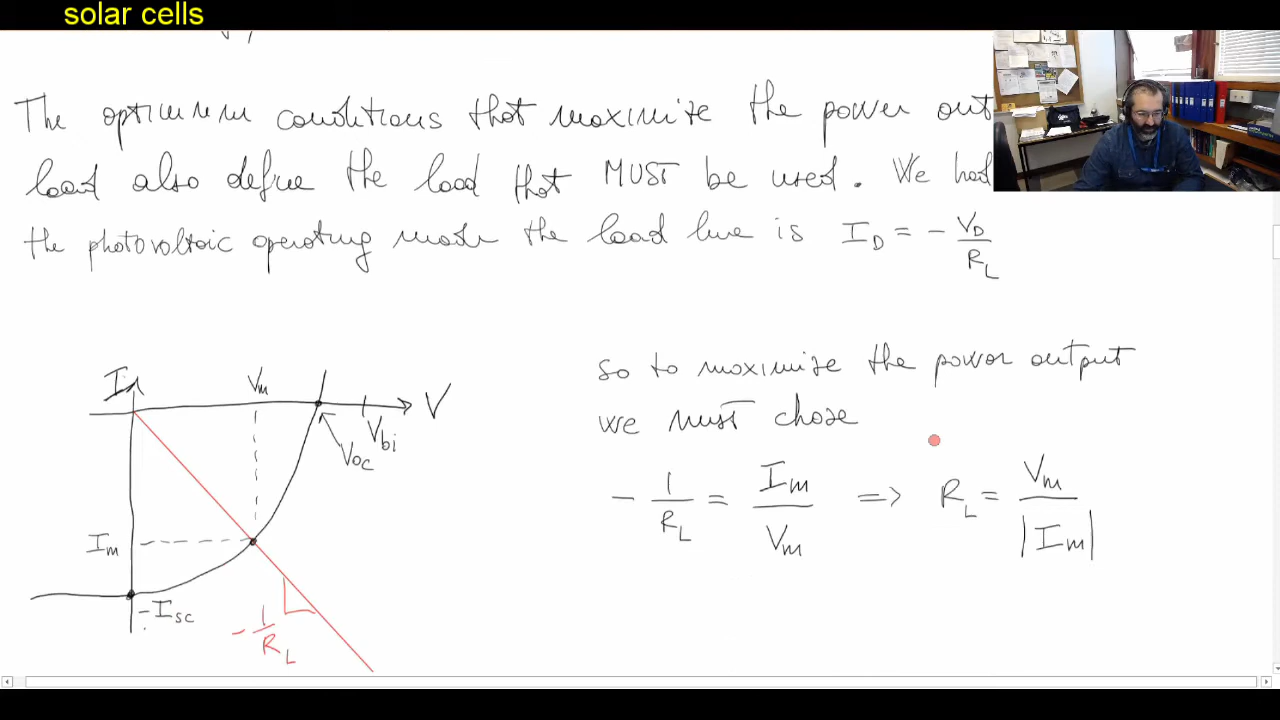 solar cells
The optimum conditions that maximize the power out
load also define the load that MUST be used. We had
the photovoltaic operating mode the load line is I_D = - V_D / R_L
I
V_m
V
V_bi
V_oc
I_m
-I_sc
- 1 / R_L
so to maximize the power output
we must chose
- 1 / R_L = I_m / V_m => R_L = V_m / |I_m|